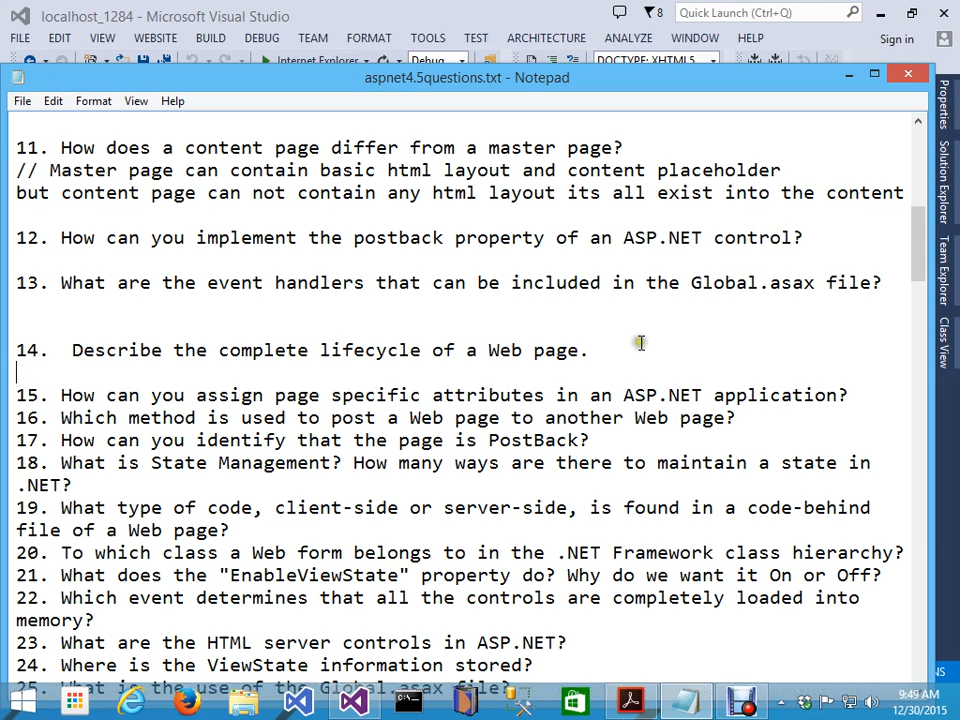 localhost_1284 - Microsoft Visual Studio
8
Quick Launch (Ctrl+Q)
FILE EDIT VIEW WEBSITE BUILD DEBUG TEAM FORMAT TOOLS TEST ARCHITECTURE ANALYZE WINDOW HELP
Sign in
Internet Explorer Debug DOCTYPE: XHTML5
aspnet4.5questions.txt - Notepad
File Edit Format View Help
11. How does a content page differ from a master page?
// Master page can contain basic html layout and content placeholder
but content page can not contain any html layout its all exist into the content
12. How can you implement the postback property of an ASP.NET control?
13. What are the event handlers that can be included in the Global.asax file?
14. Describe the complete lifecycle of a Web page.
15. How can you assign page specific attributes in an ASP.NET application?
16. Which method is used to post a Web page to another Web page?
17. How can you identify that the page is PostBack?
18. What is State Management? How many ways are there to maintain a state in
.NET?
19. What type of code, client-side or server-side, is found in a code-behind
file of a Web page?
20. To which class a Web form belongs to in the .NET Framework class hierarchy?
21. What does the "EnableViewState" property do? Why do we want it On or Off?
22. Which event determines that all the controls are completely loaded into
memory?
23. What are the HTML server controls in ASP.NET?
24. Where is the ViewState information stored?
25. What is the use of the Global.asax file?
Properties
Solution Explorer
Team Explorer
Class View
NS
9:49 AM
12/30/2015